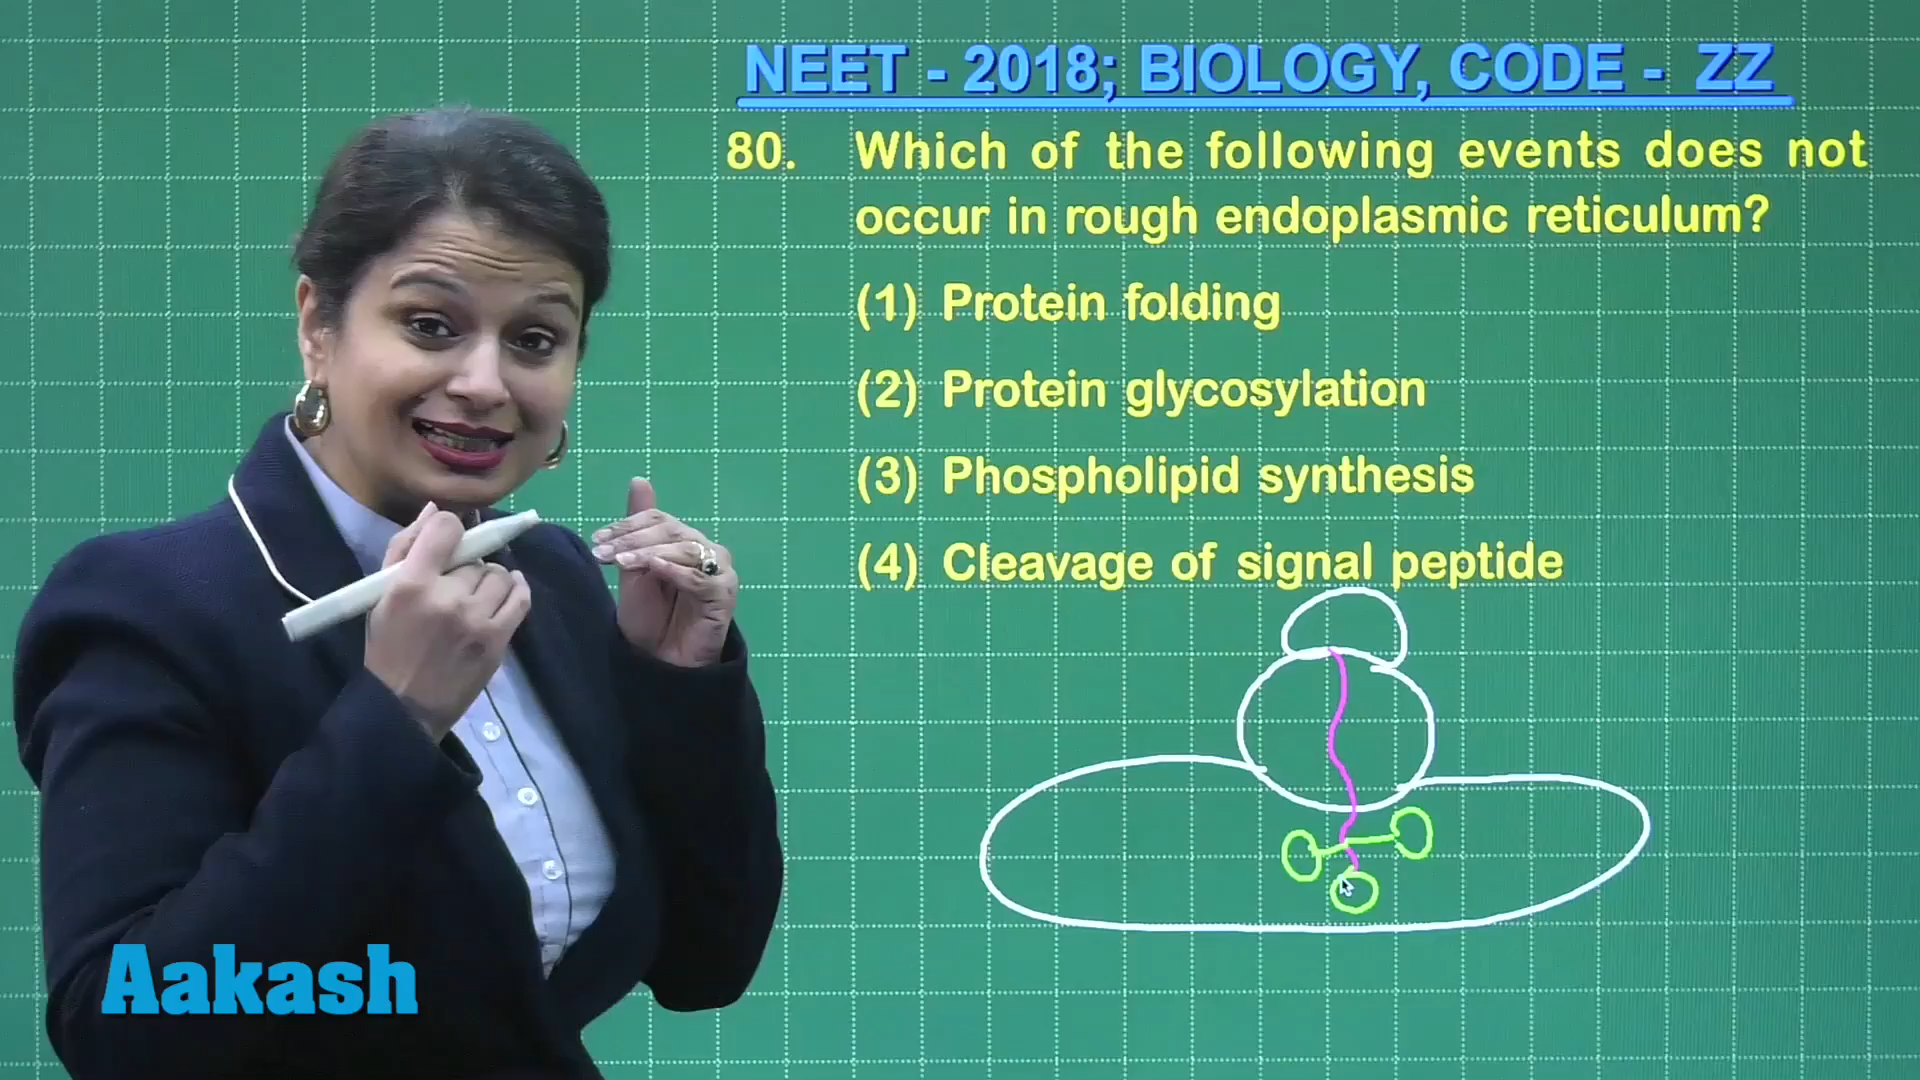 NEET - 2018; BIOLOGY, CODE - ZZ
80. Which of the following events does not
occur in rough endoplasmic reticulum?
(1) Protein folding
(2) Protein glycosylation
(3) Phospholipid synthesis
(4) Cleavage of signal peptide
Aakash